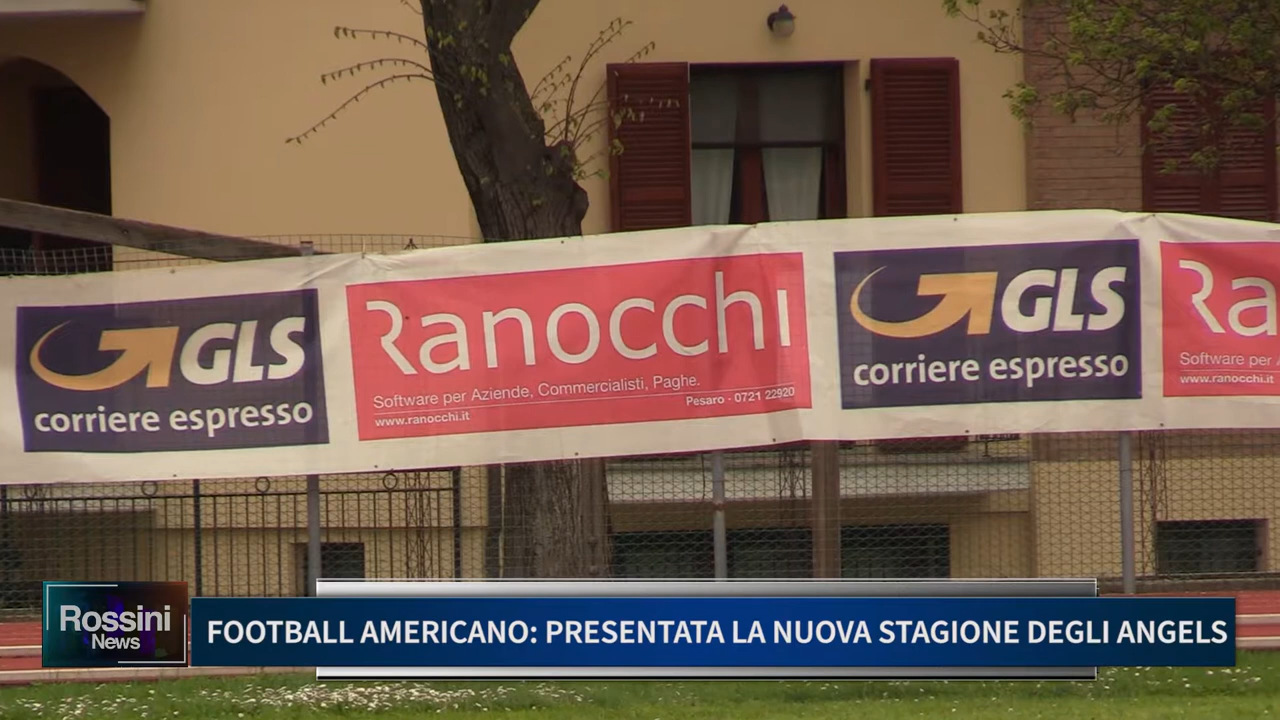 GLS
corriere espresso
Ranocchi
Software per Aziende, Commercialisti, Paghe.
www.ranocchi.it
Pesaro - 0721 22920
GLS
corriere espresso
Ra
Software per
www.ranocchi.it
Rossini
News
FOOTBALL AMERICANO: PRESENTATA LA NUOVA STAGIONE DEGLI ANGELS